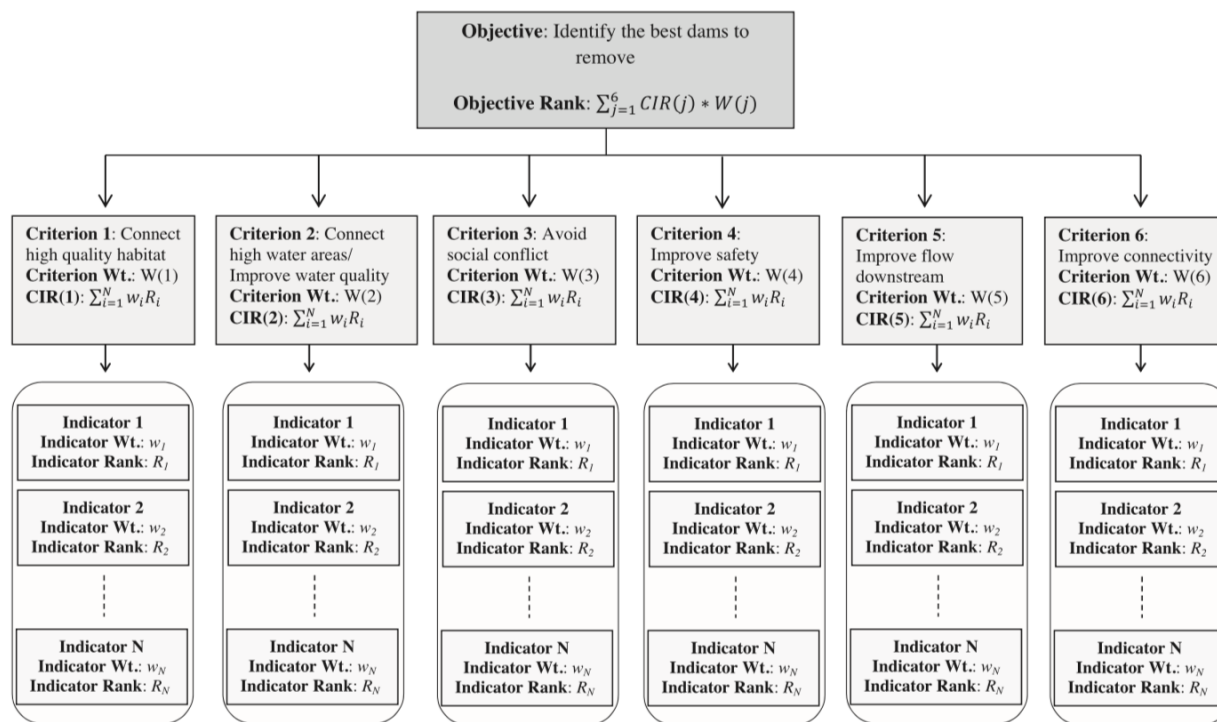 Objective: Identify the best dams to
remove
Objective Rank: ∑_{j=1}^{6} CIR(j) * W(j)
Criterion 1: Connect
high quality habitat
Criterion Wt.: W(1)
CIR(1): ∑_{i=1}^{N} w_i R_i
Criterion 2: Connect
high water areas/
Improve water quality
Criterion Wt.: W(2)
CIR(2): ∑_{i=1}^{N} w_i R_i
Criterion 3: Avoid
social conflict
Criterion Wt.: W(3)
CIR(3): ∑_{i=1}^{N} w_i R_i
Criterion 4:
Improve safety
Criterion Wt.: W(4)
CIR(4): ∑_{i=1}^{N} w_i R_i
Criterion 5:
Improve flow
downstream
Criterion Wt.: W(5)
CIR(5): ∑_{i=1}^{N} w_i R_i
Criterion 6:
Improve connectivity
Criterion Wt.: W(6)
CIR(6): ∑_{i=1}^{N} w_i R_i
Indicator 1
Indicator Wt.: w_1
Indicator Rank: R_1
Indicator 2
Indicator Wt.: w_2
Indicator Rank: R_2
Indicator N
Indicator Wt.: w_N
Indicator Rank: R_N
Indicator 1
Indicator Wt.: w_1
Indicator Rank: R_1
Indicator 2
Indicator Wt.: w_2
Indicator Rank: R_2
Indicator N
Indicator Wt.: w_N
Indicator Rank: R_N
Indicator 1
Indicator Wt.: w_1
Indicator Rank: R_1
Indicator 2
Indicator Wt.: w_2
Indicator Rank: R_2
Indicator N
Indicator Wt.: w_N
Indicator Rank: R_N
Indicator 1
Indicator Wt.: w_1
Indicator Rank: R_1
Indicator 2
Indicator Wt.: w_2
Indicator Rank: R_2
Indicator N
Indicator Wt.: w_N
Indicator Rank: R_N
Indicator 1
Indicator Wt.: w_1
Indicator Rank: R_1
Indicator 2
Indicator Wt.: w_2
Indicator Rank: R_2
Indicator N
Indicator Wt.: w_N
Indicator Rank: R_N
Indicator 1
Indicator Wt.: w_1
Indicator Rank: R_1
Indicator 2
Indicator Wt.: w_2
Indicator Rank: R_2
Indicator N
Indicator Wt.: w_N
Indicator Rank: R_N